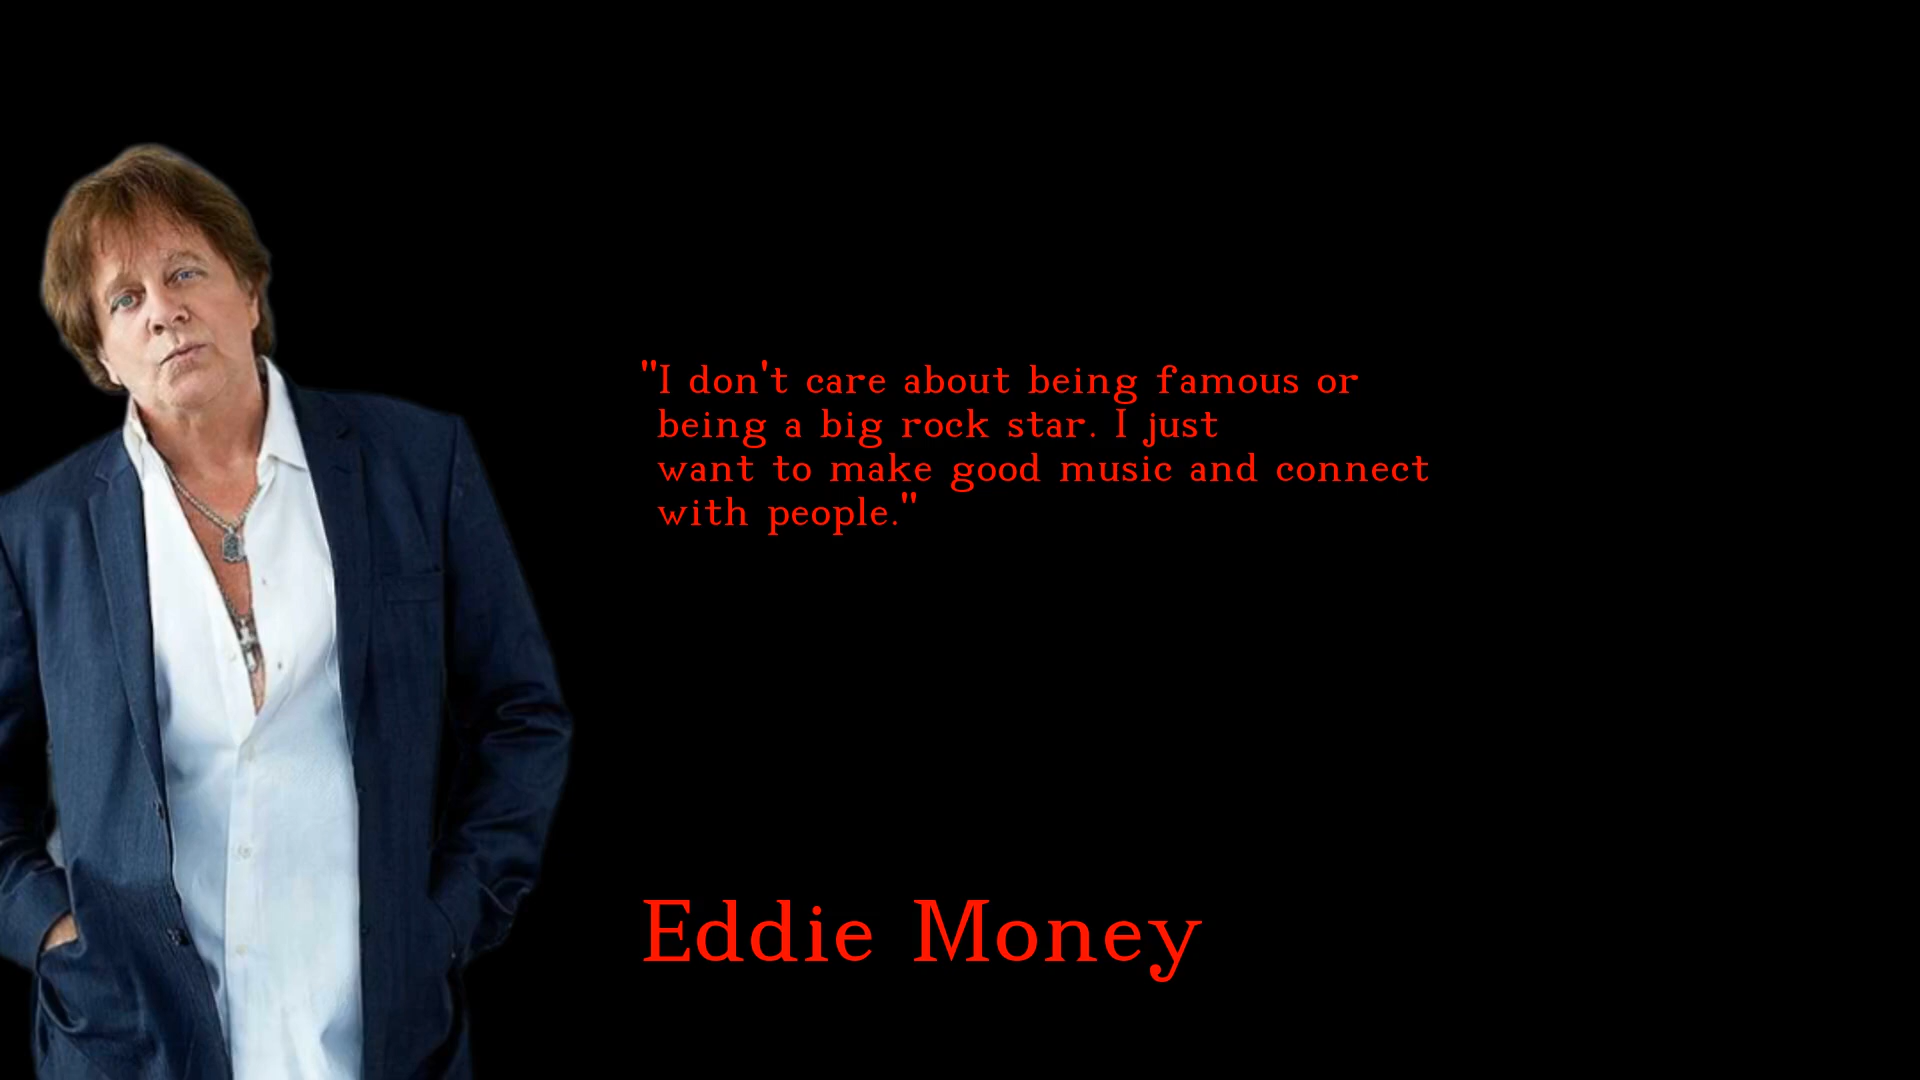 "I don't care about being famous or
being a big rock star. I just
want to make good music and connect
with people."
Eddie Money